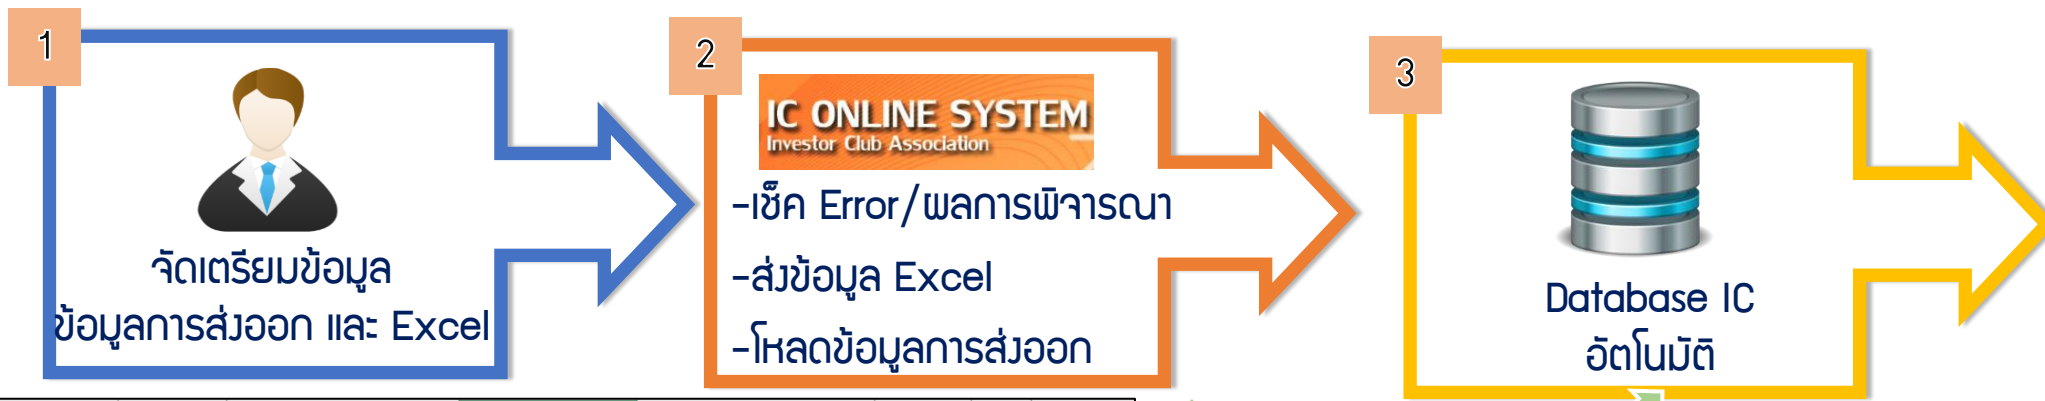 1
จัดเตรียมข้อมูล
ข้อมูลการส่งออก และ Excel
2
IC ONLINE SYSTEM
Investor Club Association
-เช็ค Error/ผลการพิจารณา
-ส่งข้อมูล Excel
-โหลดข้อมูลการส่งออก
3
Database IC
อัตโนมัติ